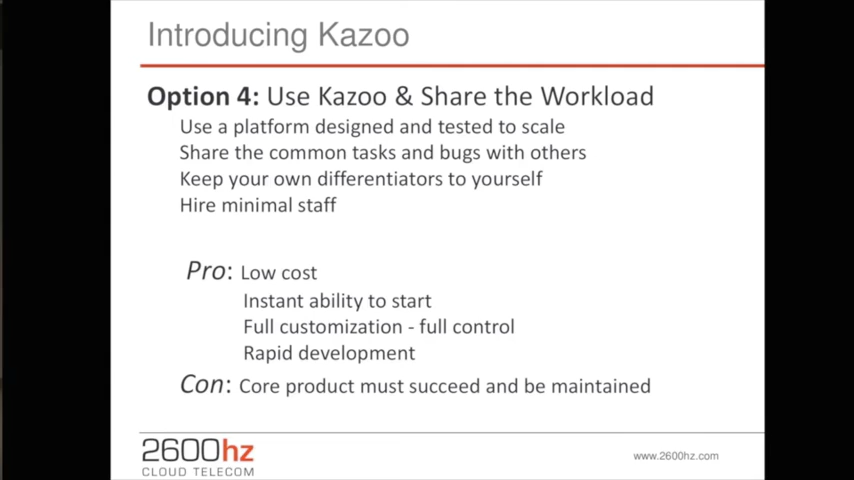 Introducing Kazoo
Option 4: Use Kazoo & Share the Workload
Use a platform designed and tested to scale
Share the common tasks and bugs with others
Keep your own differentiators to yourself
Hire minimal staff
Pro: Low cost
Instant ability to start
Full customization - full control
Rapid development
Con: Core product must succeed and be maintained
2600hz
CLOUD TELECOM
www.2600hz.com